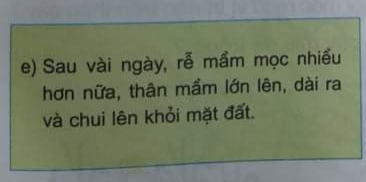 e) Sau vài ngày, rễ mầm mọc nhiều
hơn nữa, thân mầm lớn lên, dài ra
và chui lên khỏi mặt đất.